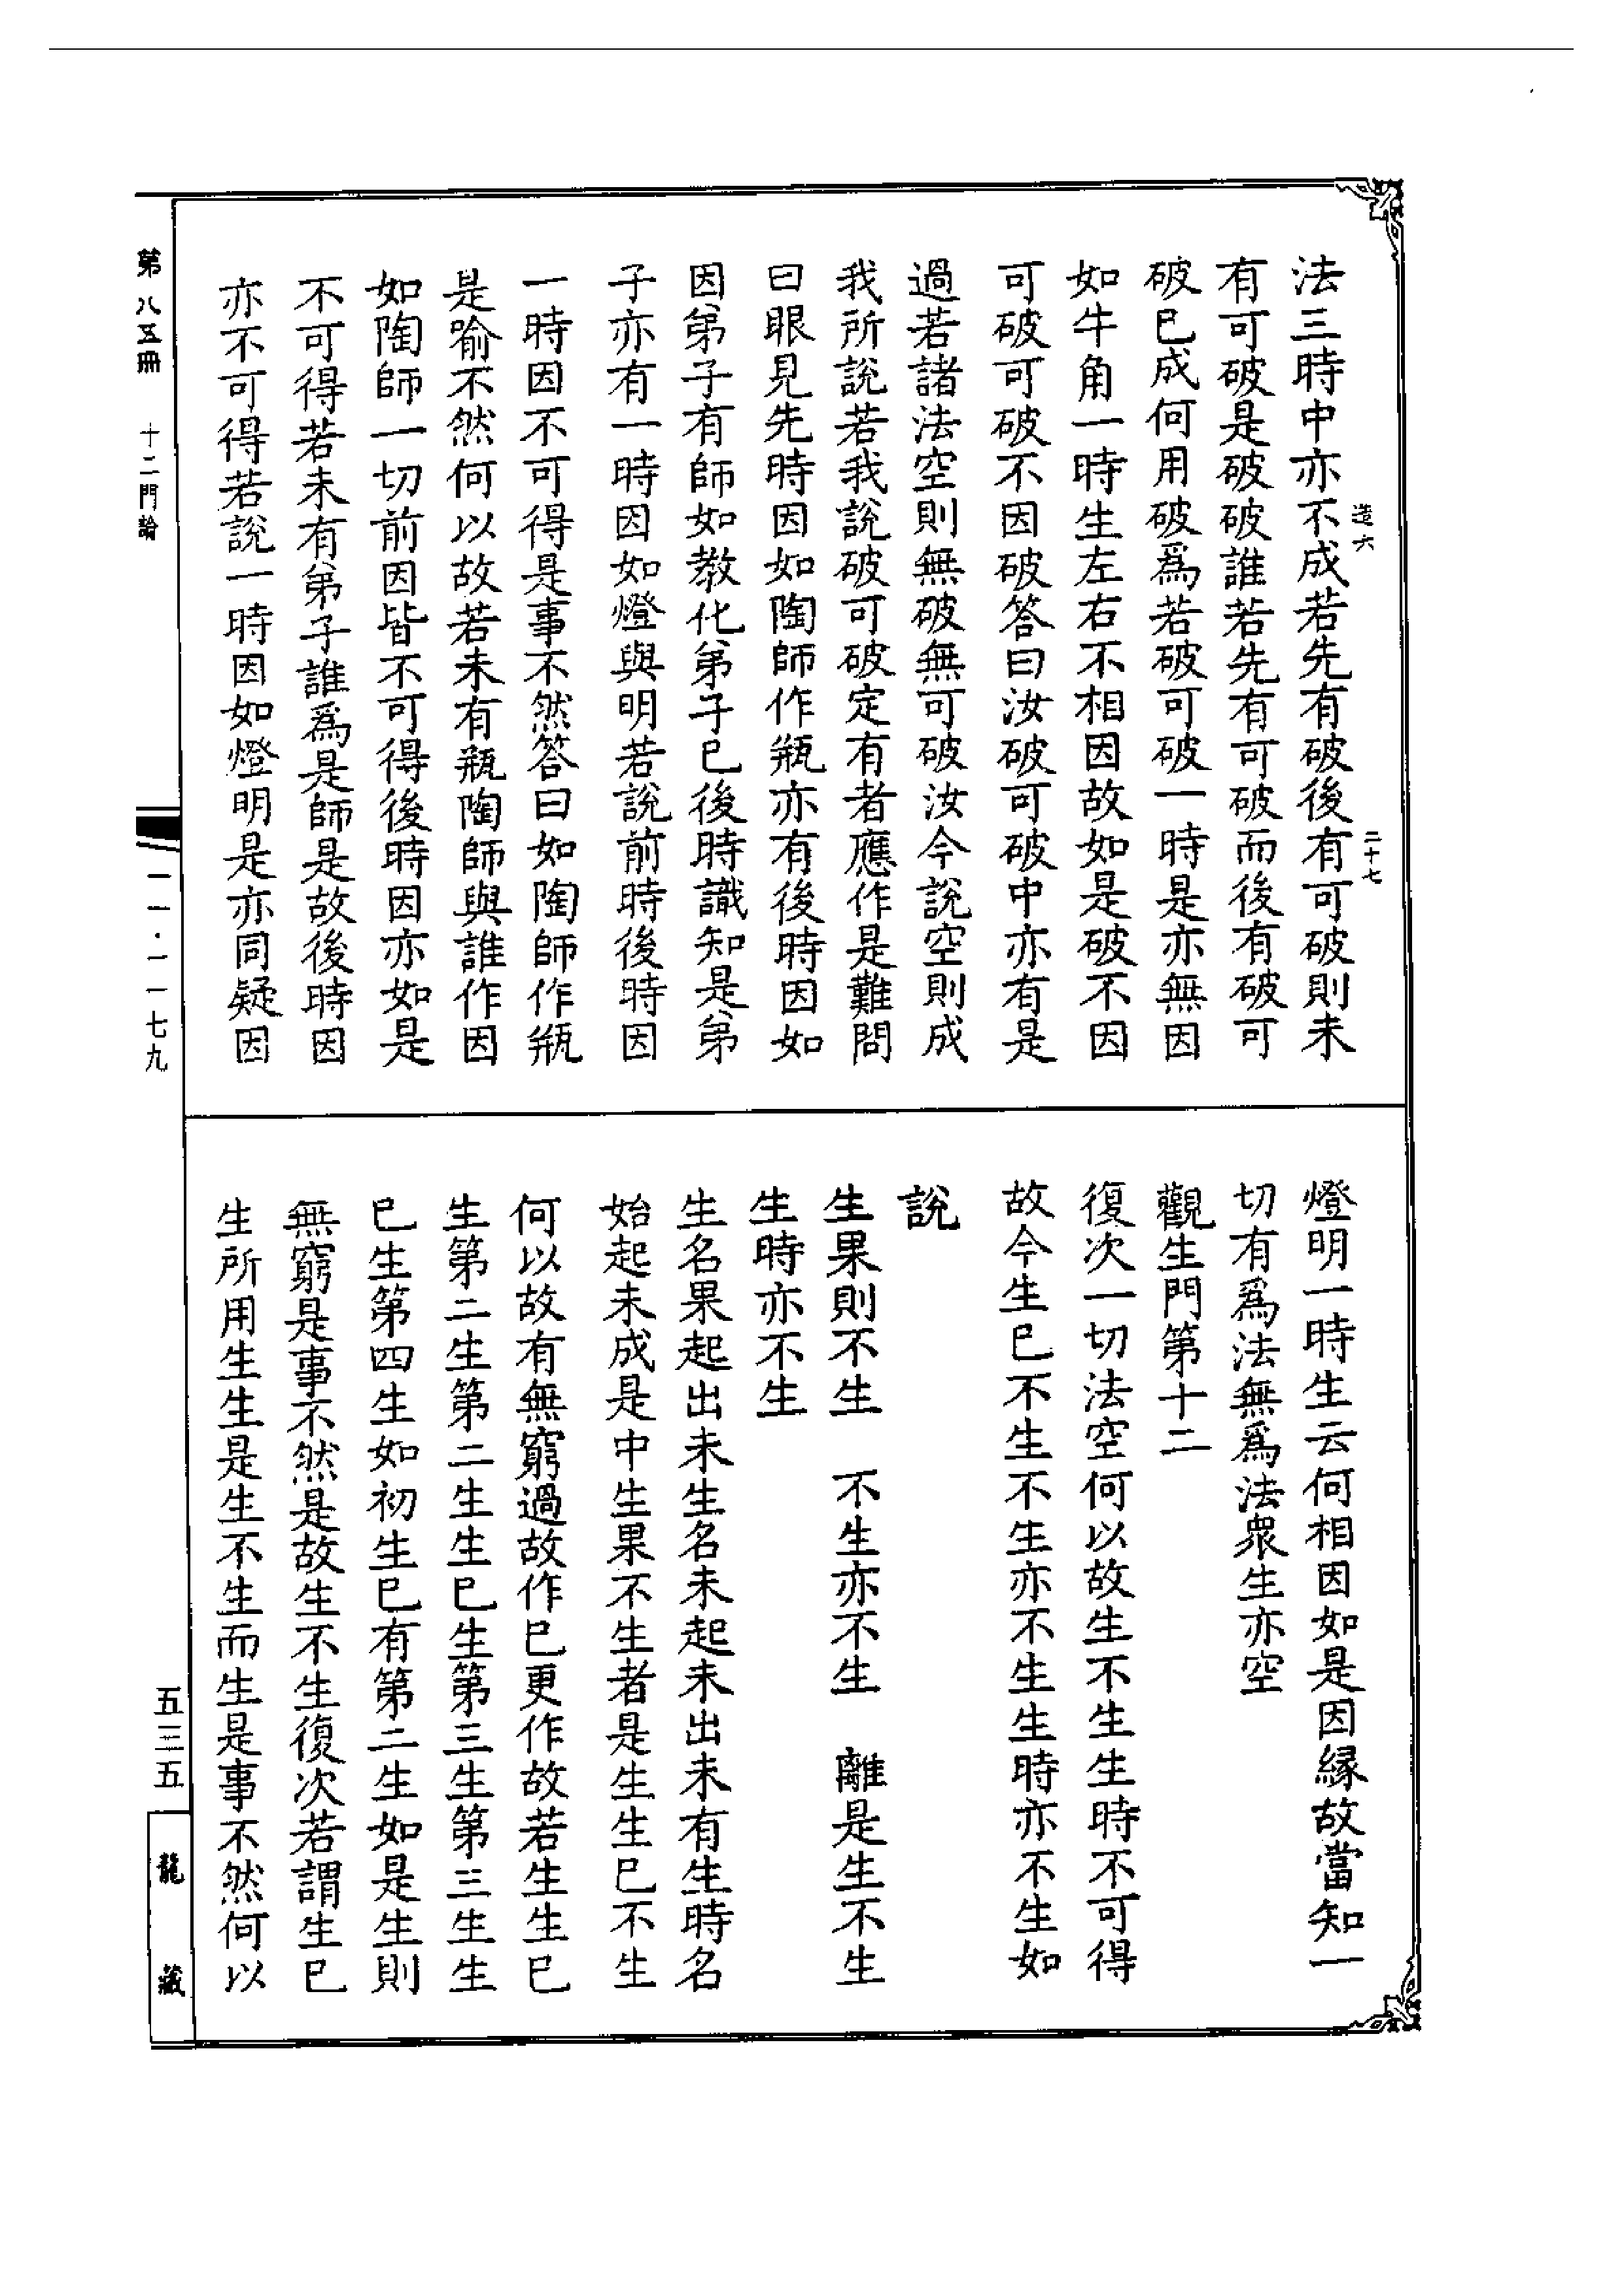 法三時中亦不成若先有破後有可破則未
有可破是破破誰若先有可破而後有破可
破已成何用破爲若破可破一時是亦無因
如牛角一時生左右不相因故如是破不因
可破可破不因破答曰汝破可破中亦有是
過若諸法空則無破無可破汝今說空則成
我所說若我說破可破定有者應作是難問
曰眼見先時因如陶師作瓶亦有後時因如
因弟子有師如教化弟子已後時識知是弟
子亦有一時因如燈與明若說前時後時因
一時因不可得是事不然答曰如陶師作瓶
是喻不然何以故若未有瓶陶師與誰作因
如陶師一切前因皆不可得後時因亦如是
不可得若未有弟子誰爲是師是故後時因
亦不可得若說一時因如燈明是亦同疑因
燈明一時生云何相因如是因緣故當知一
切有爲法無爲法衆生亦空
觀生門第十二
復次一切法空何以故生不生生時不可得
故今生已不生不生亦不生生時亦不生如
說
生果則不生　不生亦不生　離是生不生
生時亦不生
生名果起出未生名未起未出未有生時名
始起未成是中生果不生者是生生已不生
何以故有無窮過故作已更作故若生生已
生第二生第二生生已生第三生第三生生
已生第四生如初生已有第二生如是生則
無窮是事不然是故生不生復次若謂生已
生所用生生是生不生而生是事不然何以
造六
二十七
第八五冊　十二門論
一一·一一七九
五三五
龍藏